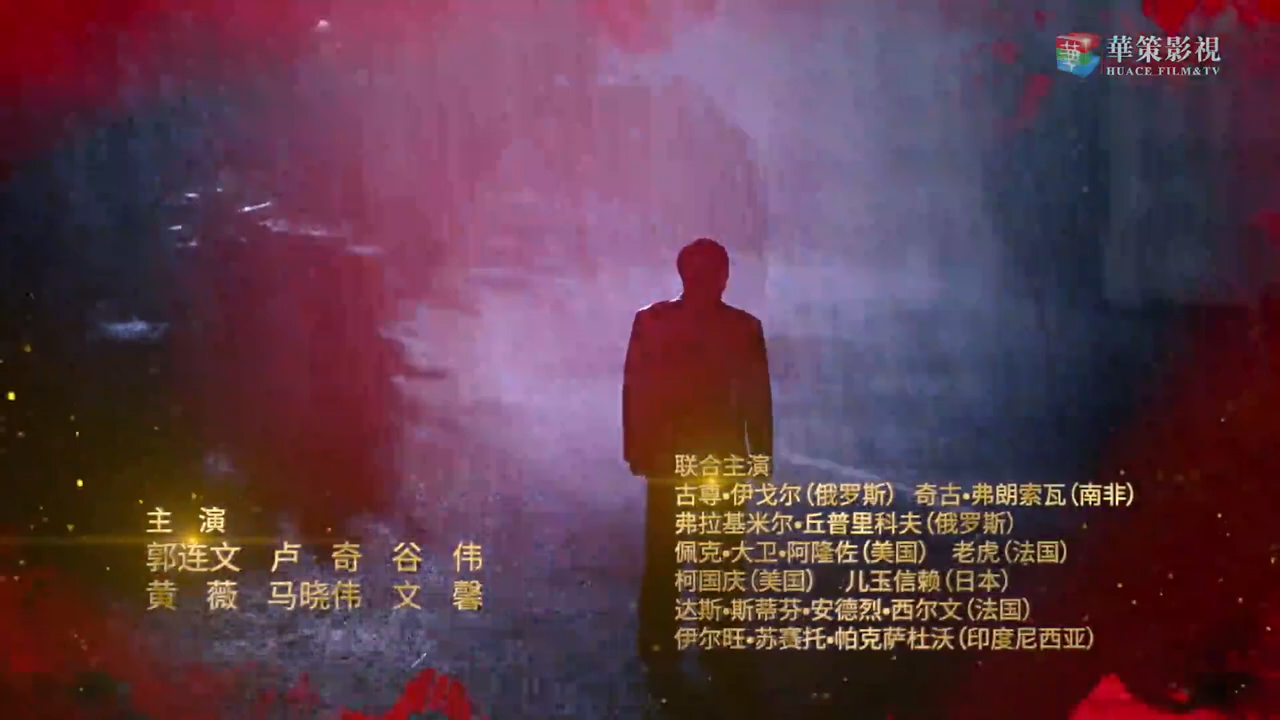 華策影視
HUACE FILM&TV
主 演
郭连文 卢 奇 谷 伟
黄 薇 马晓伟 文 馨
联合主演
古尊•伊戈尔(俄罗斯) 奇古•弗朗索瓦(南非)
弗拉基米尔•丘普里科夫(俄罗斯)
佩克•大卫•阿隆佐(美国) 老虎(法国)
柯国庆(美国) 儿玉信赖(日本)
达斯•斯蒂芬•安德烈•西尔文(法国)
伊尔旺•苏赛托•帕克萨杜沃(印度尼西亚)